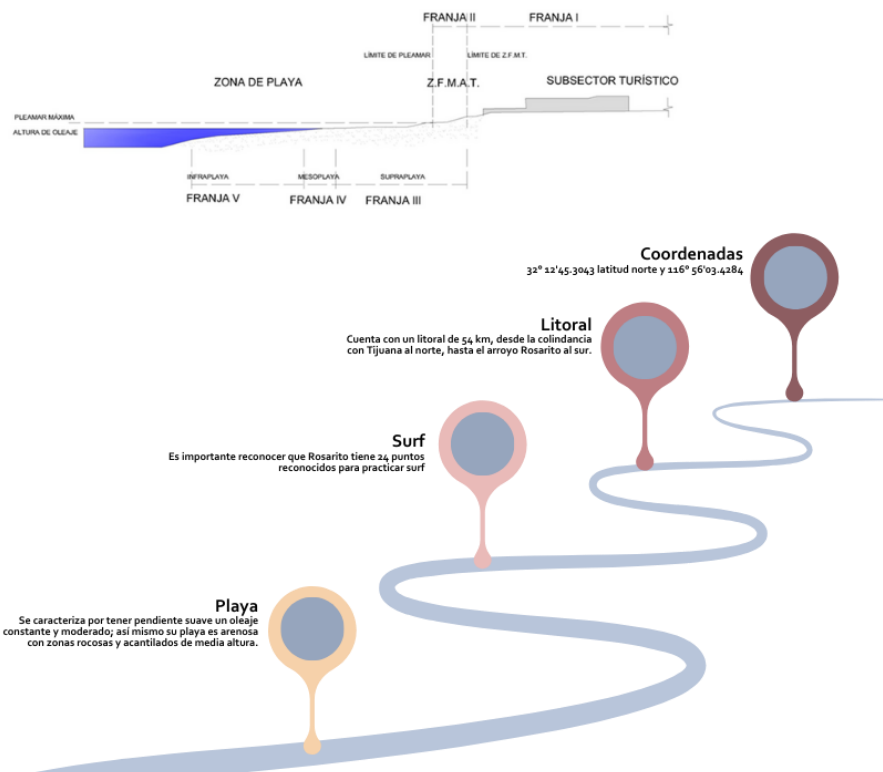 FRANJA II
FRANJA I
LÍMITE DE PLEAMAR
LÍMITE DE Z.F.M.T.
ZONA DE PLAYA
Z.F.M.A.T.
SUBSECTOR TURÍSTICO
PLEAMAR MÁXIMA
ALTURA DE OLEAJE
INFRAPLAYA
MESOPLAYA
SUPRAPLAYA
FRANJA V
FRANJA IV
FRANJA III
Coordenadas
32° 12'45.3043 latitud norte y 116° 56'03.4284
Litoral
Cuenta con un litoral de 54 km, desde la colindancia
con Tijuana al norte, hasta el arroyo Rosarito al sur.
Surf
Es importante reconocer que Rosarito tiene 24 puntos
reconocidos para practicar surf
Playa
Se caracteriza por tener pendiente suave un oleaje
constante y moderado; así mismo su playa es arenosa
con zonas rocosas y acantilados de media altura.